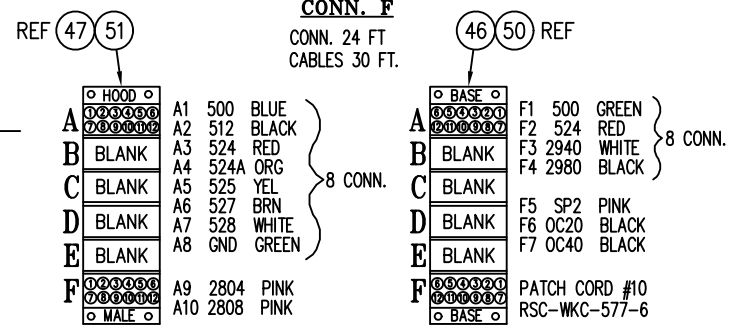 CONN. F
CONN. 24 FT
CABLES 30 FT.
REF 47 51
HOOD
A ①②③④⑤⑥
⑦⑧⑨⑩⑪⑫
B BLANK
C BLANK
D BLANK
E BLANK
F ①②③④⑤⑥
⑦⑧⑨⑩⑪⑫
MALE
A1 500 BLUE
A2 512 BLACK
A3 524 RED
A4 524A ORG
A5 525 YEL
A6 527 BRN
A7 528 WHITE
A8 GND GREEN
8 CONN.
A9 2804 PINK
A10 2808 PINK
46 50 REF
BASE
A ⑥⑤④③②①
⑫⑪⑩⑨⑧⑦
B BLANK
C BLANK
D BLANK
E BLANK
F ⑥⑤④③②①
⑫⑪⑩⑨⑧⑦
BASE
F1 500 GREEN
F2 524 RED
F3 2940 WHITE
F4 2980 BLACK
8 CONN.
F5 SP2 PINK
F6 OC20 BLACK
F7 OC40 BLACK
PATCH CORD #10
RSC-WKC-577-6